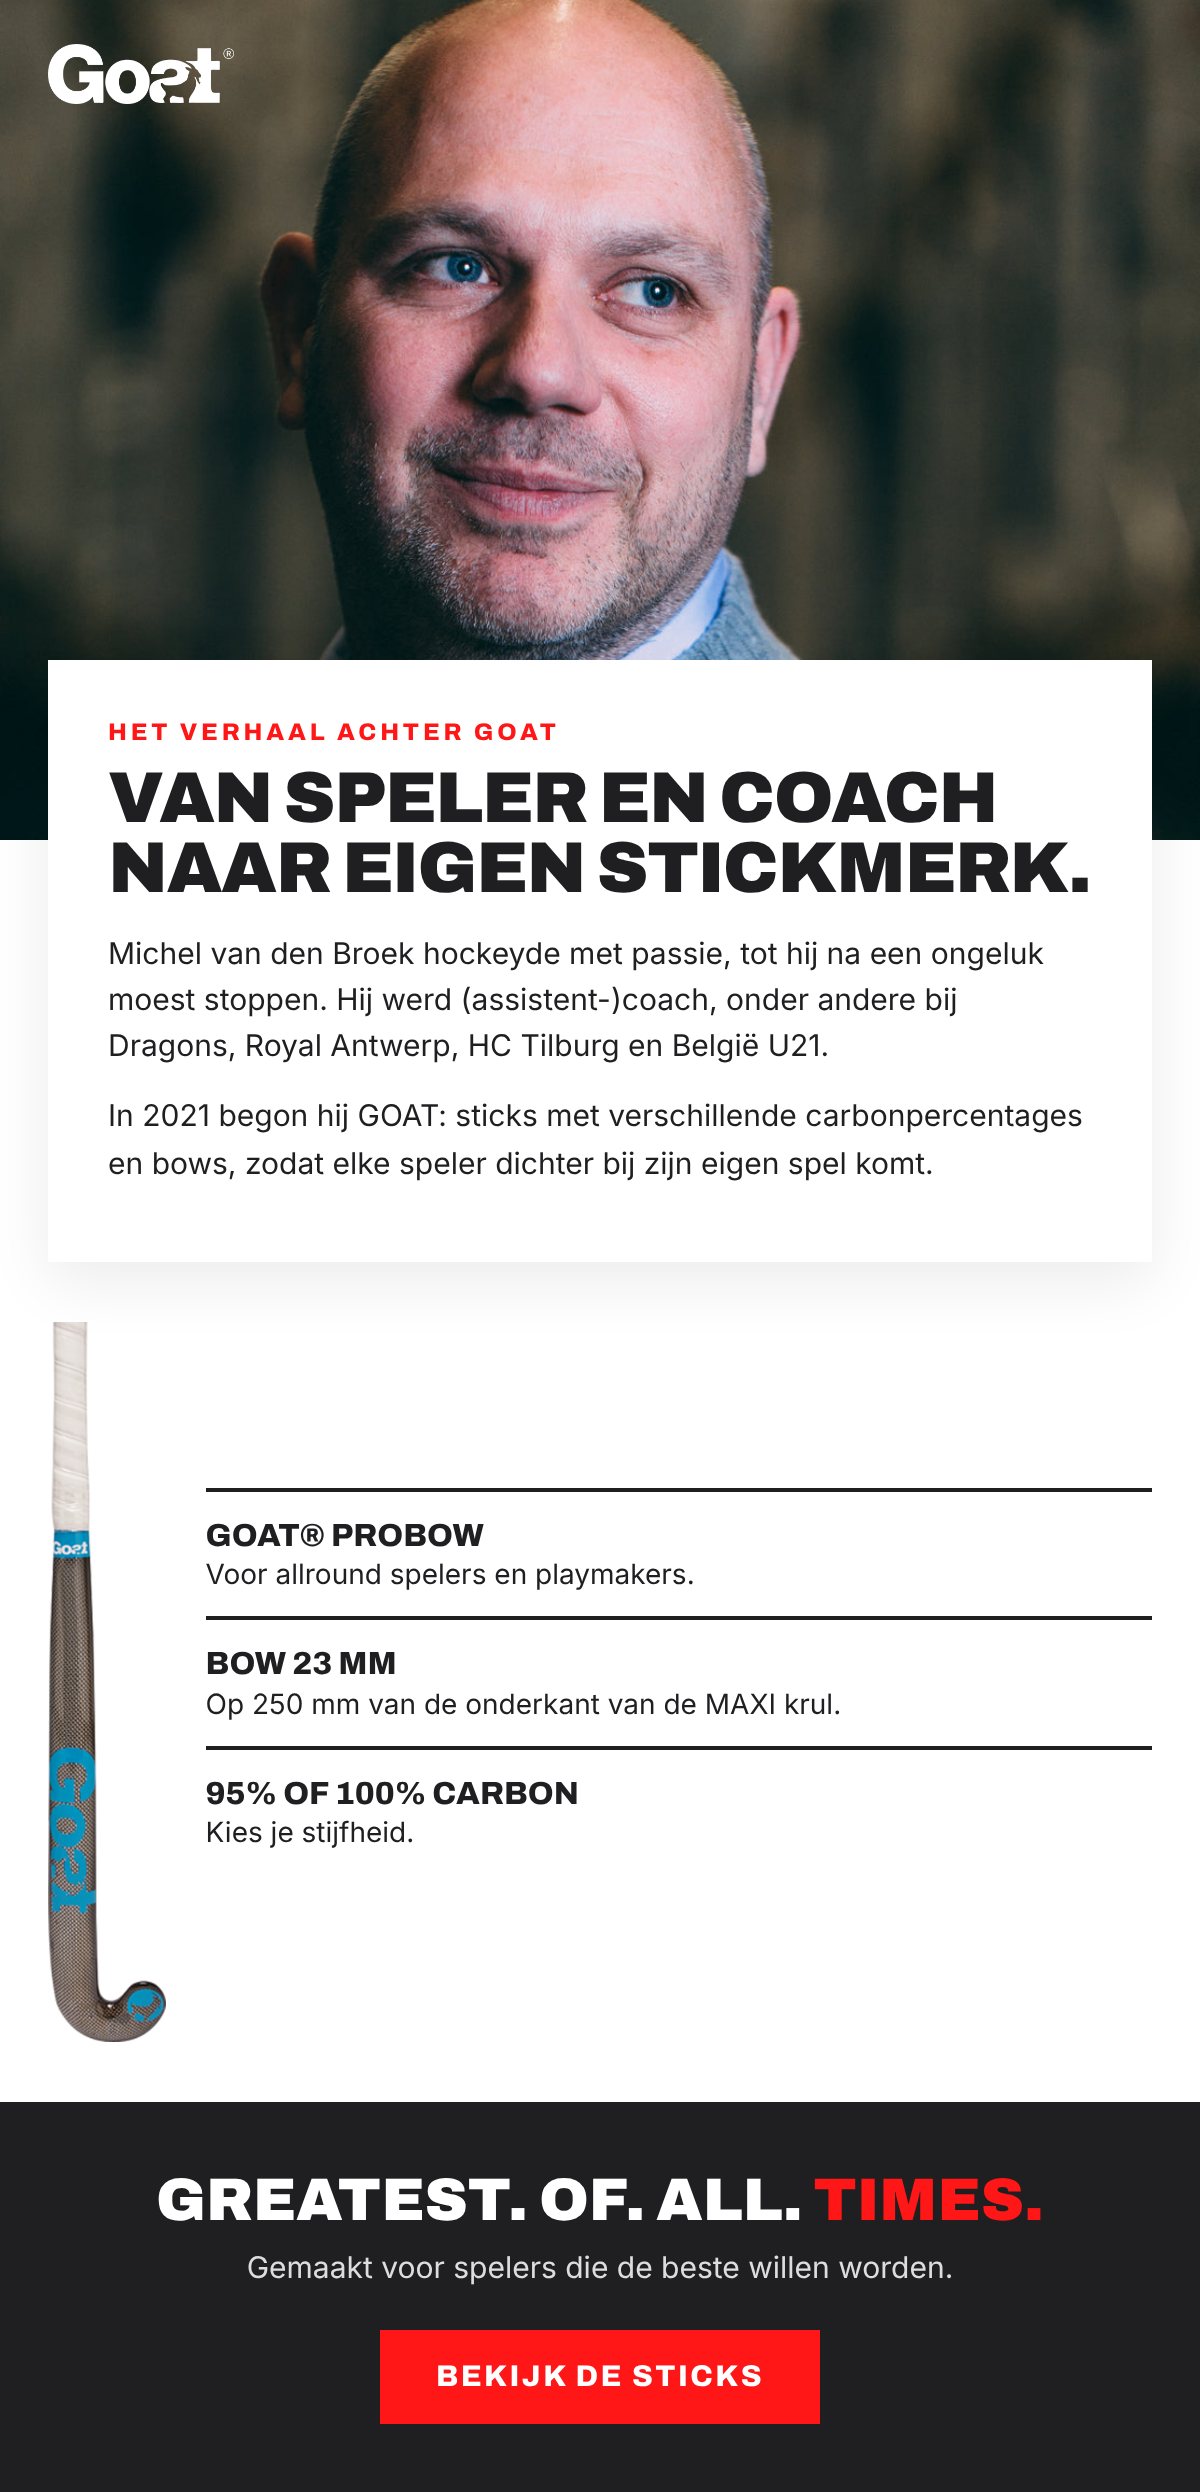 Goat®
HET VERHAAL ACHTER GOAT
VAN SPELER EN COACH
NAAR EIGEN STICKMERK.
Michel van den Broek hockeyde met passie, tot hij na een ongeluk
moest stoppen. Hij werd (assistent-)coach, onder andere bij
Dragons, Royal Antwerp, HC Tilburg en België U21.
In 2021 begon hij GOAT: sticks met verschillende carbonpercentages
en bows, zodat elke speler dichter bij zijn eigen spel komt.
Goat
Goat
GOAT® PROBOW
Voor allround spelers en playmakers.
BOW 23 MM
Op 250 mm van de onderkant van de MAXI krul.
95% OF 100% CARBON
Kies je stijfheid.
GREATEST. OF. ALL. TIMES.
Gemaakt voor spelers die de beste willen worden.
BEKIJK DE STICKS